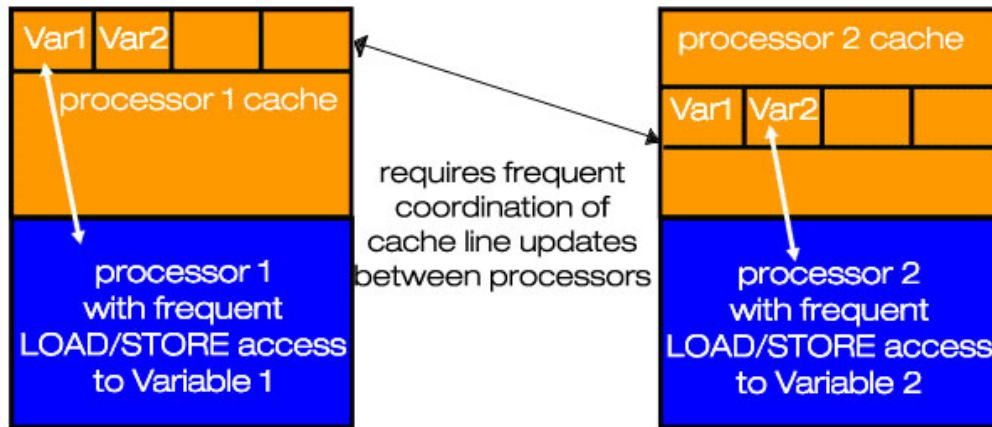 Var1 Var2
processor 1 cache
processor 1
with frequent
LOAD/STORE access
to Variable 1
requires frequent
coordination of
cache line updates
between processors
processor 2 cache
Var1 Var2
processor 2
with frequent
LOAD/STORE access
to Variable 2